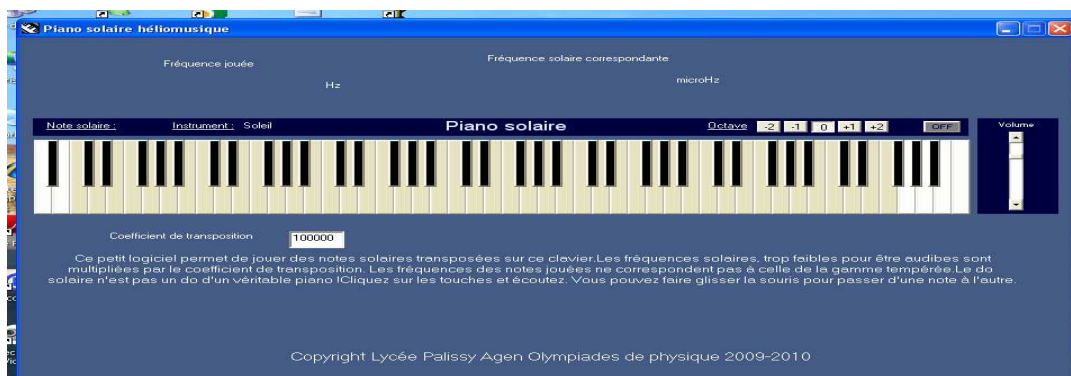 Piano solaire héliomusique
Fréquence jouée
Fréquence solaire correspondante
Hz
microHz
Note solaire :
Instrument : Soleil
Piano solaire
Octave -2 -1 0 +1 +2
OFF
Volume
Coefficient de transposition 100000
Ce petit logiciel permet de jouer des notes solaires transposées sur ce clavier.Les fréquences solaires, trop faibles pour être audibes sont
multipliées par le coefficient de transposition. Les fréquences des notes jouées ne correspondent pas à celle de la gamme tempérée.Le do
solaire n'est pas un do d'un véritable piano !Cliquez sur les touches et écoutez. Vous pouvez faire glisser la souris pour passer d'une note à l'autre.
Copyright Lycée Palissy Agen Olympiades de physique 2009-2010